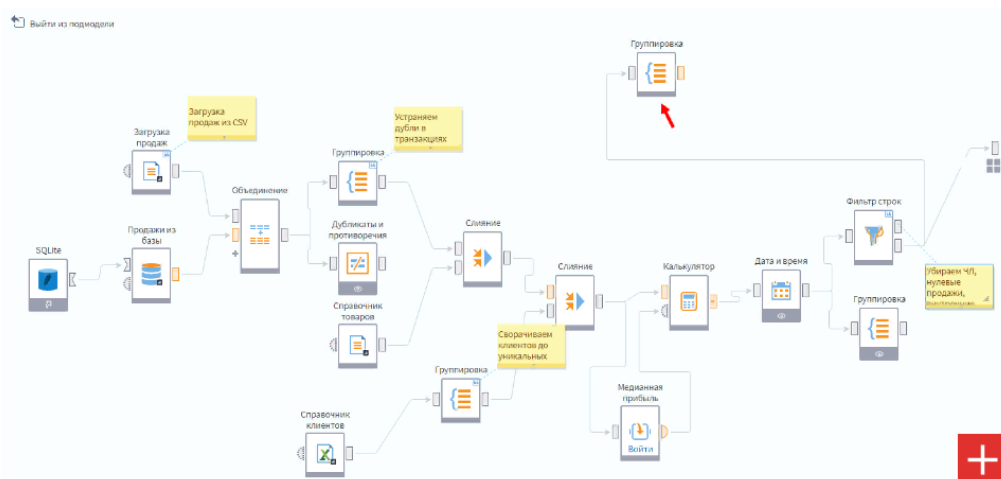 Выйти из подмодели
Группировка
Загрузка
продаж из CSV
Устраняем
дубли в
транзакциях
Загрузка
продаж
Группировка
Объединение
Фильтр строк
Продажи из
базы
Дубликаты и
противоречия
Слияние
SQLite
Слияние
Калькулятор
Дата и время
Убираем ЧЛ,
нулевые
продажи,
Группировка
Справочник
товаров
Сворачиваем
клиентов до
уникальных
Группировка
Медианная
прибыль
Справочник
клиентов
Войти